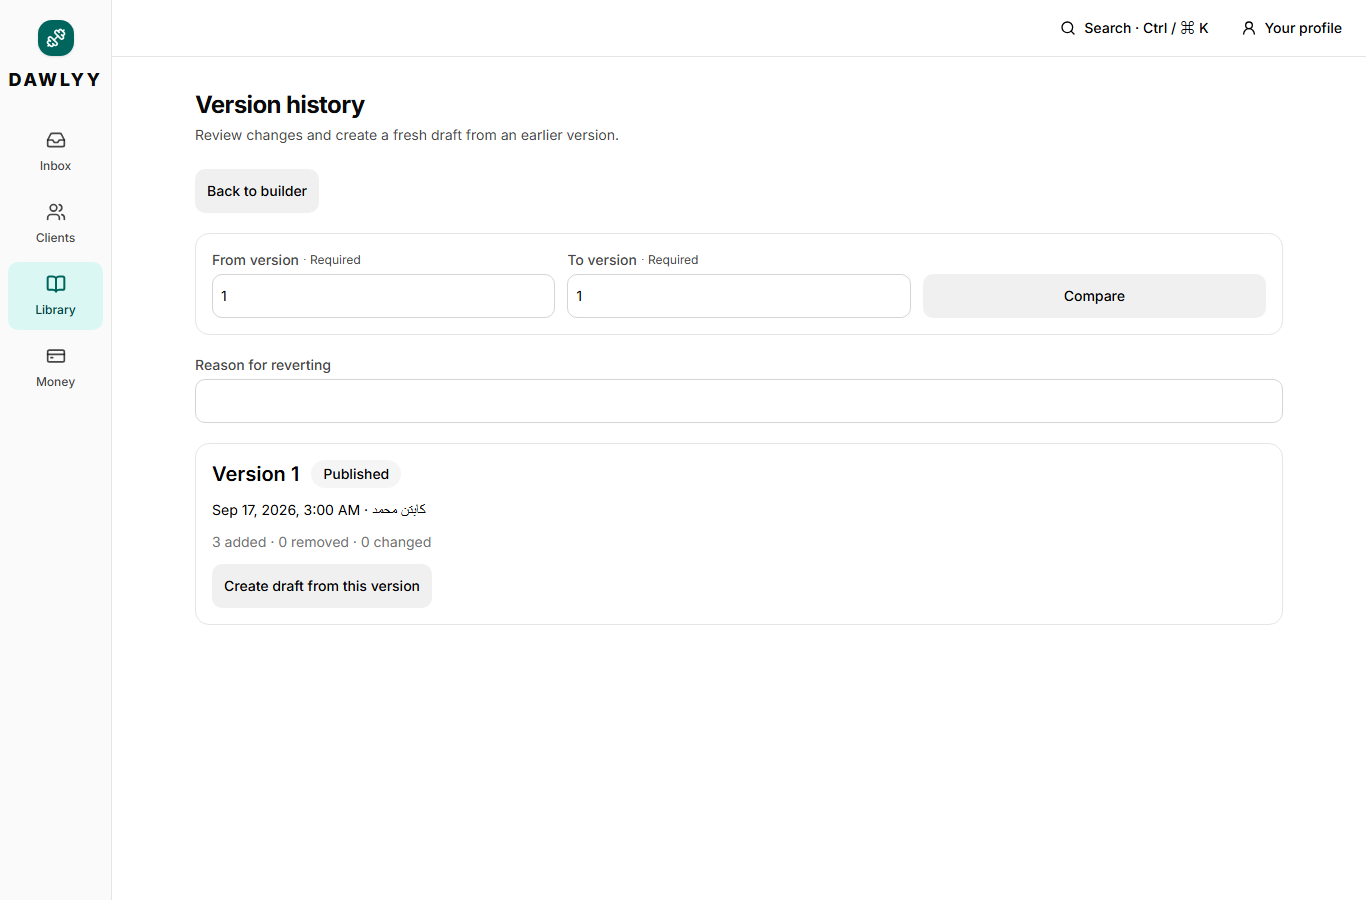 DAWLYY
Inbox
Clients
Library
Money
Search · Ctrl / ⌘ K
Your profile
Version history
Review changes and create a fresh draft from an earlier version.
Back to builder
From version · Required
1
To version · Required
1
Compare
Reason for reverting
Version 1
Published
Sep 17, 2026, 3:00 AM · كابتن محمد
3 added · 0 removed · 0 changed
Create draft from this version